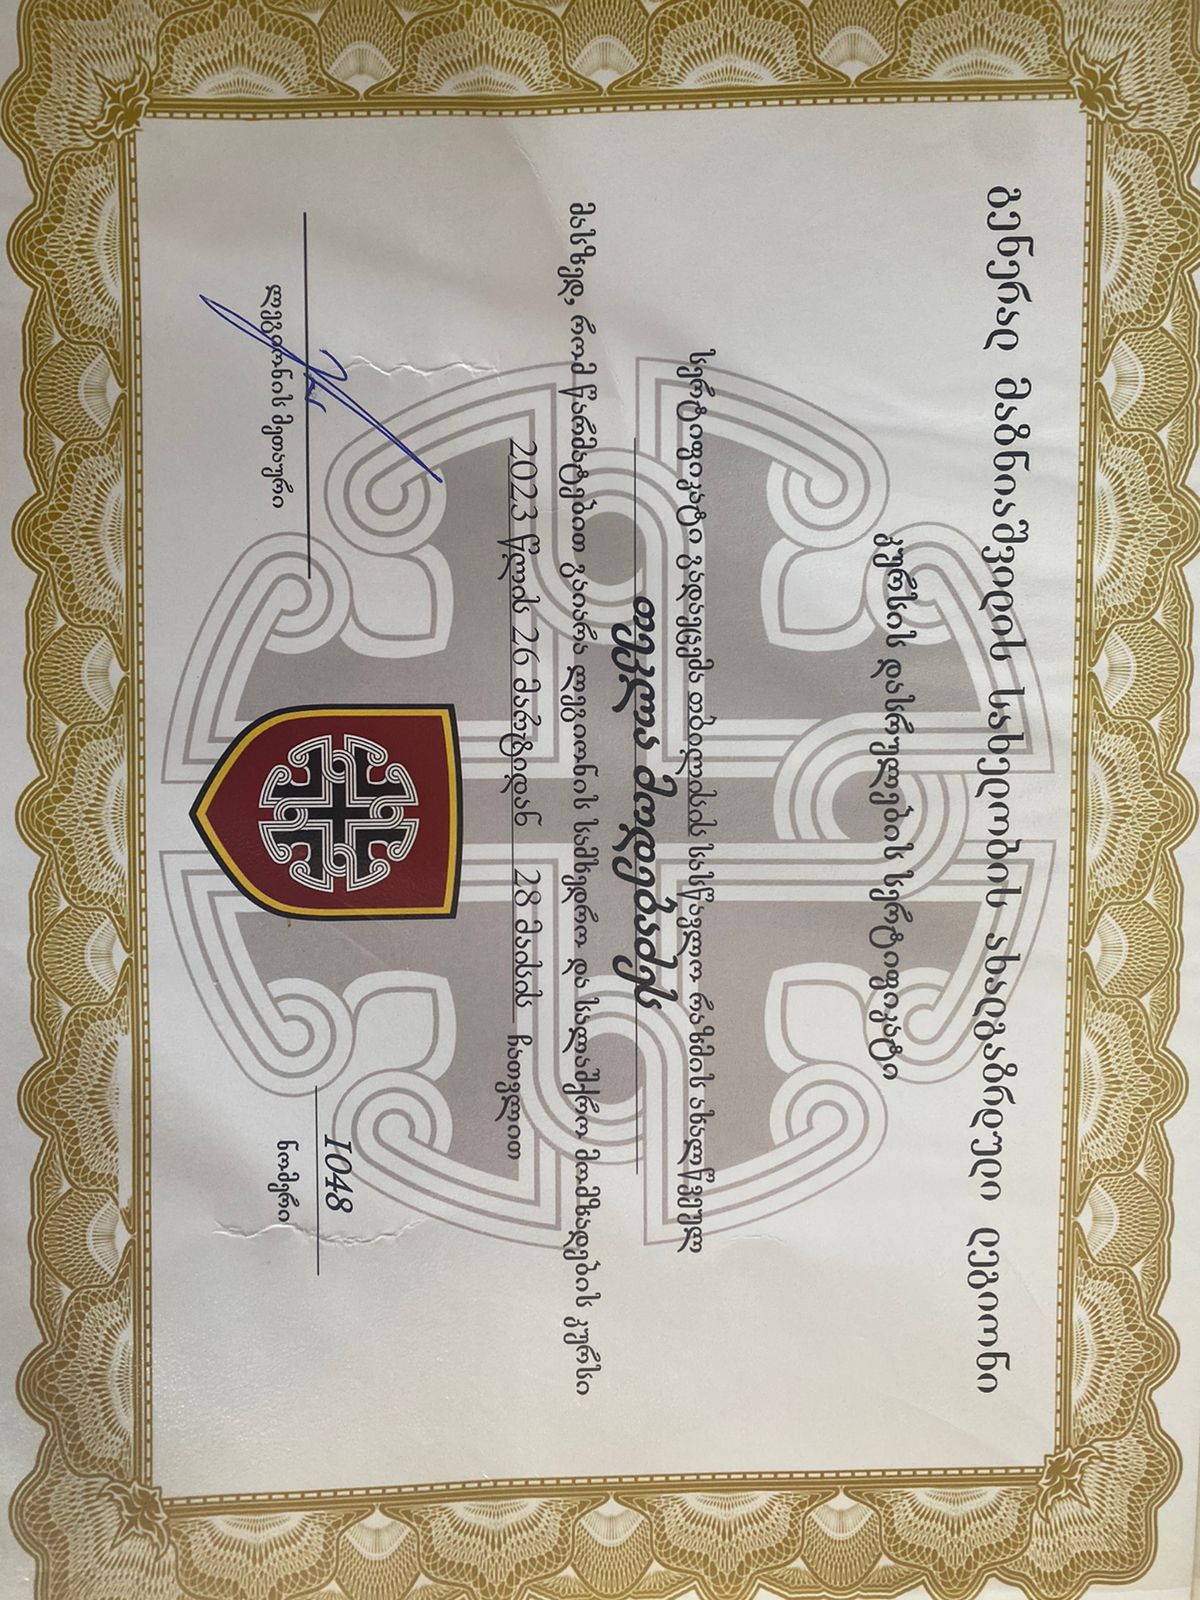 გენერალ მაზნიაშვილის სახელობის ახალგაზრდული ლეგიონი
კურსის დასრულების სერტიფიკატი
სერტიფიკატი გადაეცემა თბილისის სასწავლო რაზმის ახალწვეულ
თეკლა მოდებაძეს
მასზედ, რომ წარმატებით გაიარა ლეგიონის სამხედრო და სალაშქრო მომზადების კურსი
2023 წლის 26 მარტიდან 28 მაისის ჩათვლით
1048
ლეგიონის მეთაური
ნომერი